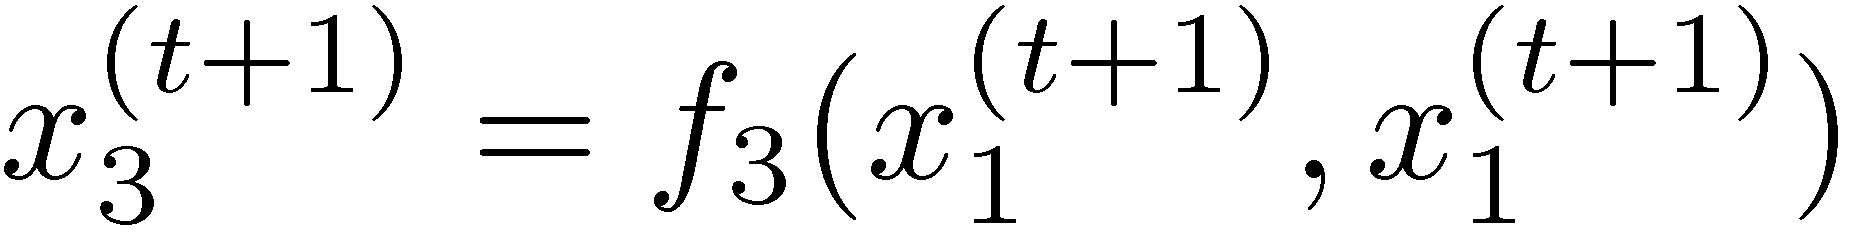 x_3^{(t+1)} = f_3(x_1^{(t+1)}, x_1^{(t+1)})